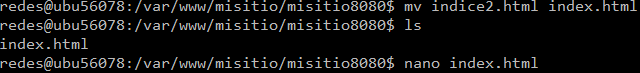 redes@ubu56078:/var/www/misitio/misitio8080$ mv indice2.html index.html
redes@ubu56078:/var/www/misitio/misitio8080$ ls
index.html
redes@ubu56078:/var/www/misitio/misitio8080$ nano index.html